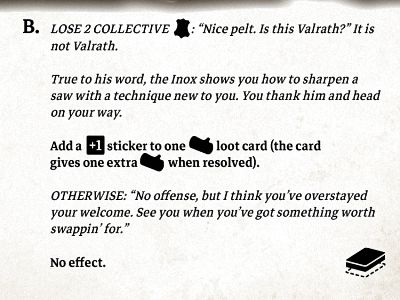 B. LOSE 2 COLLECTIVE : “Nice pelt. Is this Valrath?” It is
not Valrath.
True to his word, the Inox shows you how to sharpen a
saw with a technique new to you. You thank him and head
on your way.
Add a +1 sticker to one loot card (the card
gives one extra when resolved).
OTHERWISE: “No offense, but I think you’ve overstayed
your welcome. See you when you’ve got something worth
swappin’ for.”
No effect.